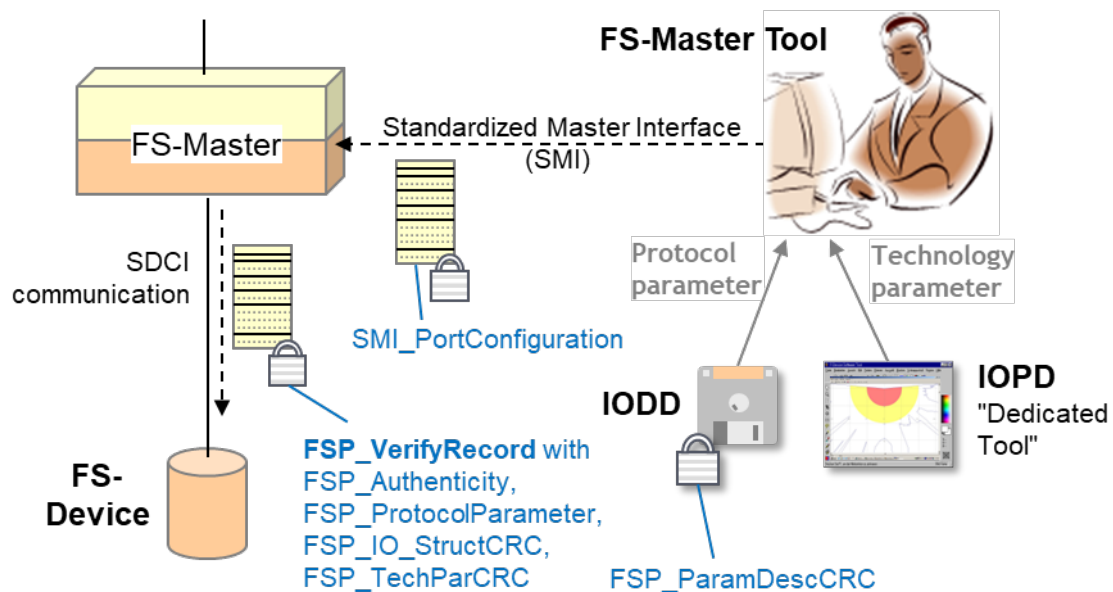 FS-Master Tool
FS-Master
Standardized Master Interface
(SMI)
SDCI
communication
Protocol
parameter
Technology
parameter
SMI_PortConfiguration
IODD
IOPD
"Dedicated
Tool"
FS-
Device
FSP_VerifyRecord with
FSP_Authenticity,
FSP_ProtocolParameter,
FSP_IO_StructCRC,
FSP_TechParCRC
FSP_ParamDescCRC